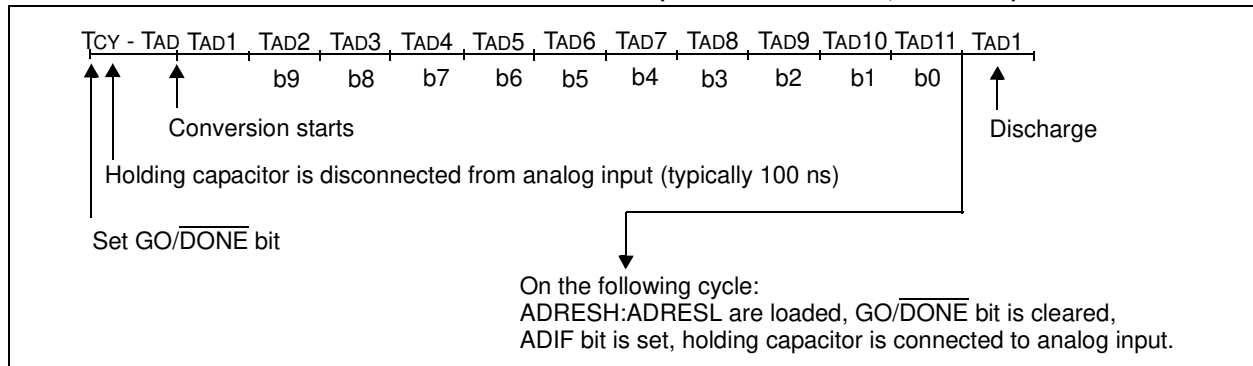 TCY - TAD TAD1 TAD2 TAD3 TAD4 TAD5 TAD6 TAD7 TAD8 TAD9 TAD10 TAD11 TAD1
b9 b8 b7 b6 b5 b4 b3 b2 b1 b0
Conversion starts
Discharge
Holding capacitor is disconnected from analog input (typically 100 ns)
Set GO/DONE bit
On the following cycle:
ADRESH:ADRESL are loaded, GO/DONE bit is cleared,
ADIF bit is set, holding capacitor is connected to analog input.